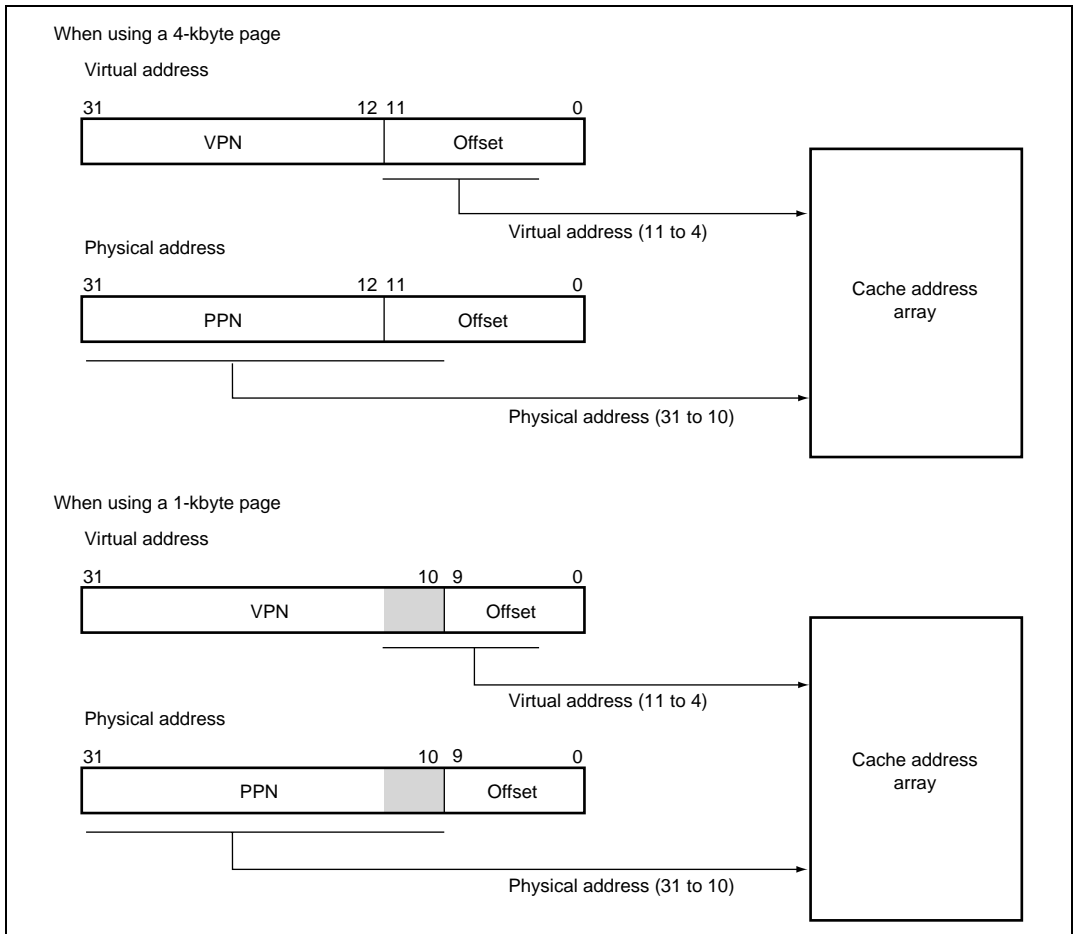 When using a 4-kbyte page
Virtual address
31 12 11 0
VPN Offset
Virtual address (11 to 4)
Physical address
31 12 11 0
PPN Offset
Physical address (31 to 10)
Cache address
array
When using a 1-kbyte page
Virtual address
31 10 9 0
VPN Offset
Virtual address (11 to 4)
Physical address
31 10 9 0
PPN Offset
Physical address (31 to 10)
Cache address
array